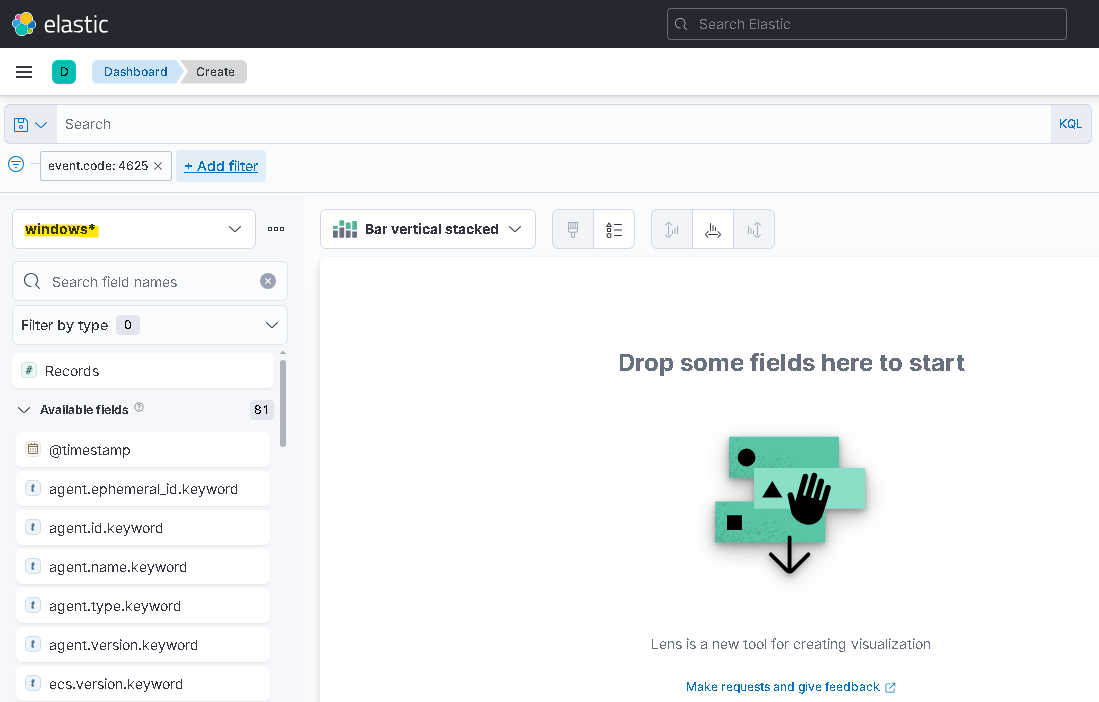 elastic
Search Elastic
D
Dashboard
Create
Search
KQL
event.code: 4625
+ Add filter
windows*
Bar vertical stacked
Search field names
Filter by type 0
# Records
Available fields 81
@timestamp
t agent.ephemeral_id.keyword
t agent.id.keyword
t agent.name.keyword
t agent.type.keyword
t agent.version.keyword
t ecs.version.keyword
Drop some fields here to start
Lens is a new tool for creating visualization
Make requests and give feedback